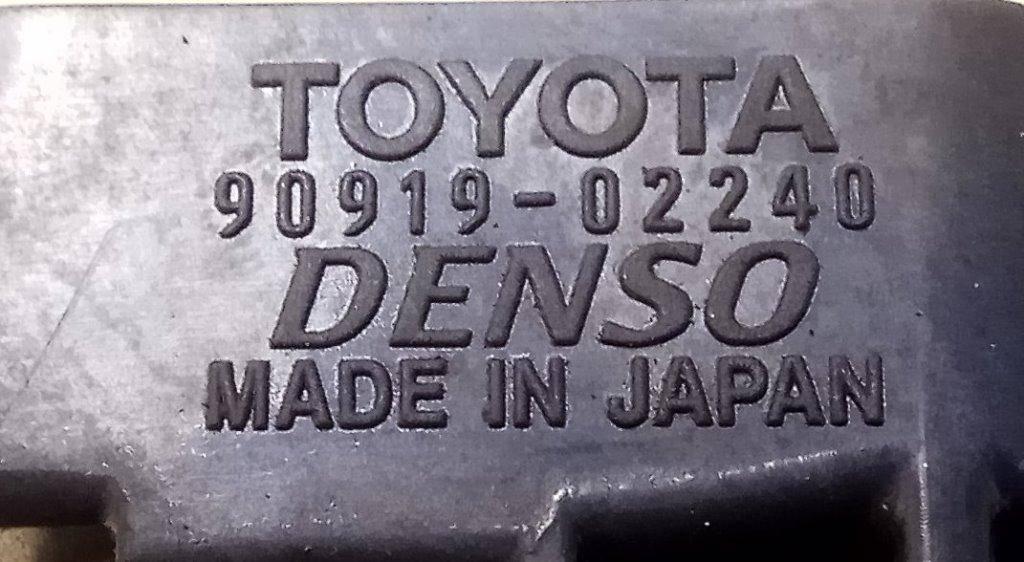 TOYOTA
90919-02240
DENSO
MADE IN JAPAN